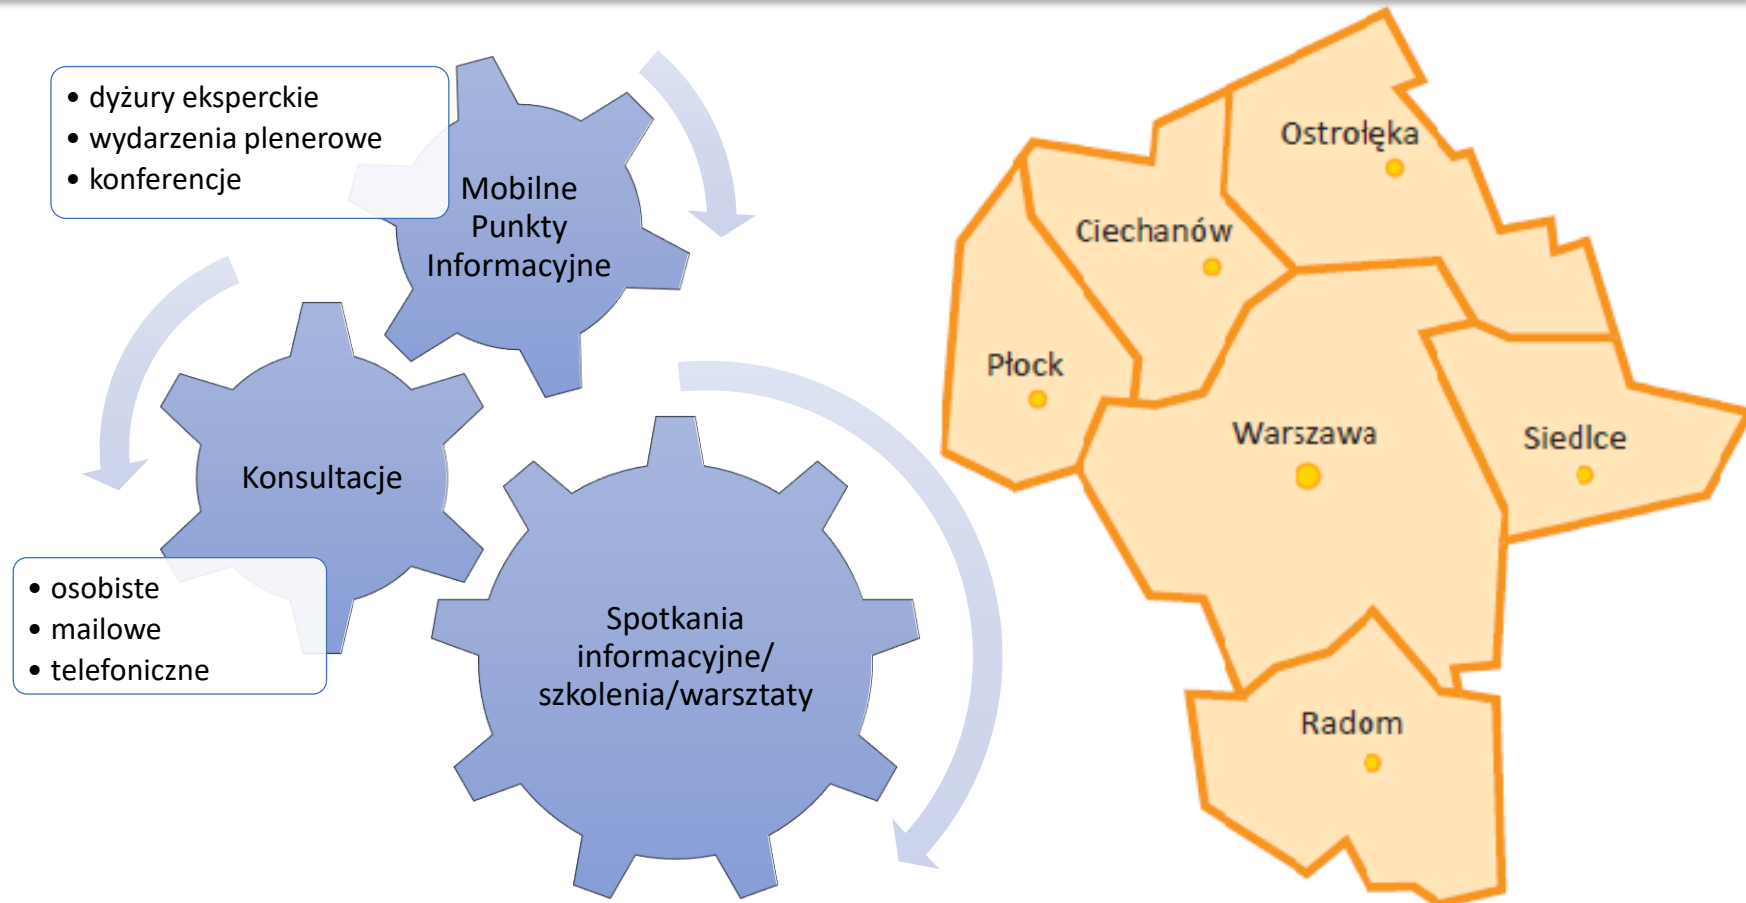 • dyżury eksperckie
• wydarzenia plenerowe
• konferencje
Mobilne
Punkty
Informacyjne
Konsultacje
• osobiste
• mailowe
• telefoniczne
Spotkania
informacyjne/
szkolenia/warsztaty
Ostrołęka
Ciechanów
Płock
Warszawa
Siedlce
Radom